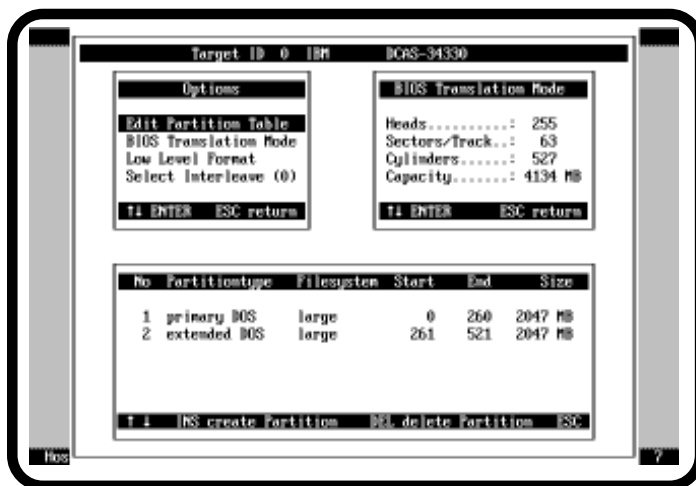 Target ID 0 IBM DCAS-34330
Options
Edit Partition Table
BIOS Translation Mode
Low Level Format
Select Interleave (0)
↑↓ ENTER ESC return
BIOS Translation Mode
Heads..........: 255
Sectors/Track..: 63
Cylinders......: 527
Capacity.......: 4134 MB
↑↓ ENTER ESC return
No Partitiontype Filesystem Start End Size
1 primary DOS large 0 260 2047 MB
2 extended DOS large 261 521 2047 MB
↑ ↓ INS create Partition DEL delete Partition ESC
Hos
?